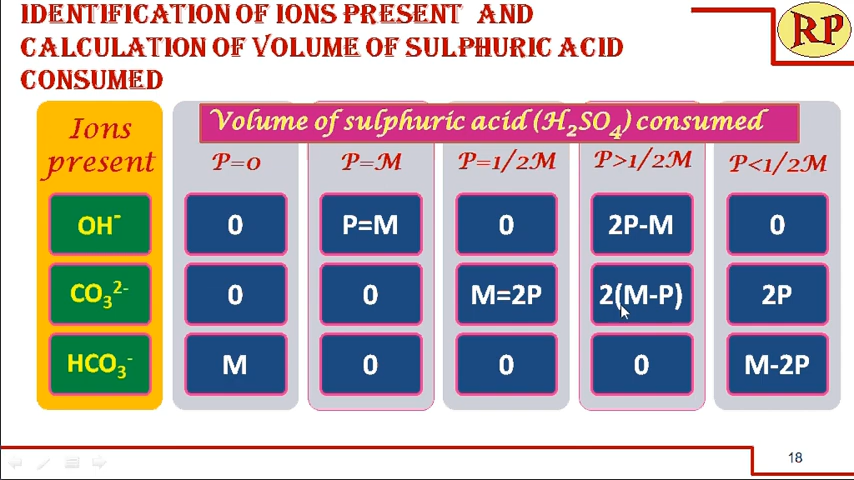 IDENTIFICATION OF IONS PRESENT AND
CALCULATION OF VOLUME OF SULPHURIC ACID
CONSUMED
RP
Ions
present
Volume of sulphuric acid (H₂SO₄) consumed
P=0 P=M P=1/2M P>1/2M P<1/2M
OH⁻ 0 P=M 0 2P-M 0
CO₃²⁻ 0 0 M=2P 2(M-P) 2P
HCO₃⁻ M 0 0 0 M-2P
18